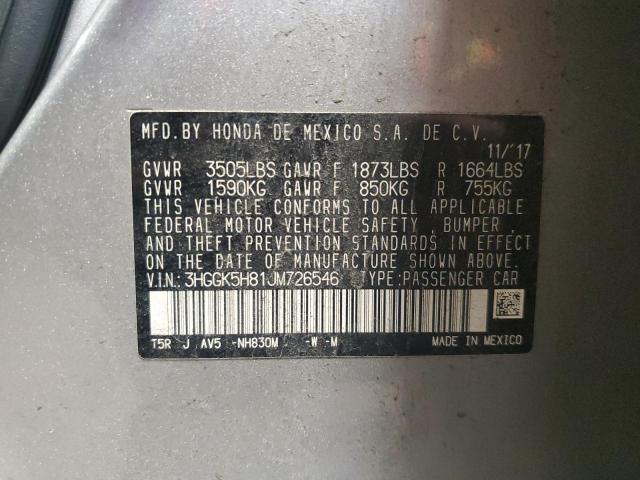 MFD.BY HONDA DE MEXICO S.A. DE C.V.
11/'17
GVWR 3505LBS GAWR F 1873LBS R 1664LBS
GVWR 1590KG GAWR F 850KG R 755KG
THIS VEHICLE CONFORMS TO ALL APPLICABLE
FEDERAL MOTOR VEHICLE SAFETY , BUMPER ,
AND THEFT PREVENTION STANDARDS IN EFFECT
ON THE DATE OF MANUFACTURE SHOWN ABOVE.
V.I.N.:3HGGK5H81JM726546 TYPE:PASSENGER CAR
T5R J AV5 -NH830M -W -M MADE IN MEXICO